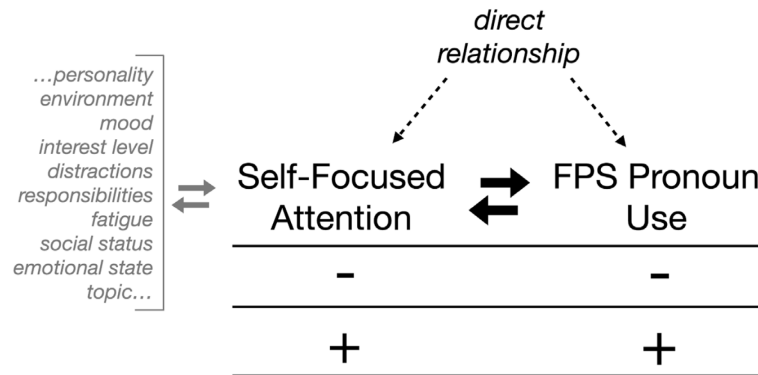 direct
relationship
...personality
environment
mood
interest level
distractions
responsibilities
fatigue
social status
emotional state
topic...
Self-Focused
Attention
FPS Pronoun
Use
- -
+ +